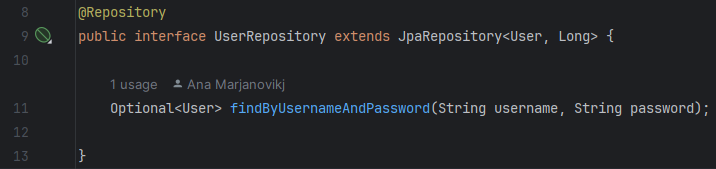 8 @Repository
9 public interface UserRepository extends JpaRepository<User, Long> {
10
1 usage Ana Marjanovikj
11 Optional<User> findByUsernameAndPassword(String username, String password);
12
13 }